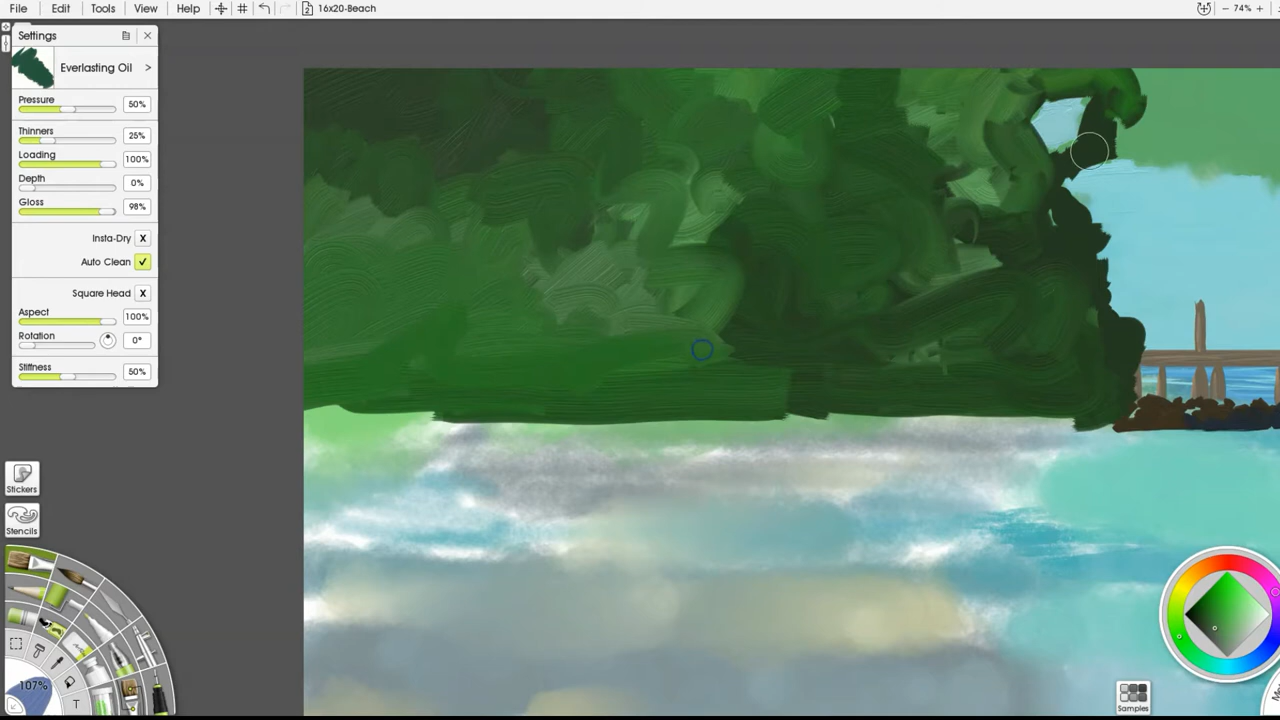 File Edit Tools View Help 16x20-Beach 74%
Settings
Everlasting Oil >
Pressure 50%
Thinners 25%
Loading 100%
Depth 0%
Gloss 98%
Insta-Dry X
Auto Clean
Square Head X
Aspect 100%
Rotation 0°
Stiffness 50%
Stickers
Stencils
107%
T
Samples